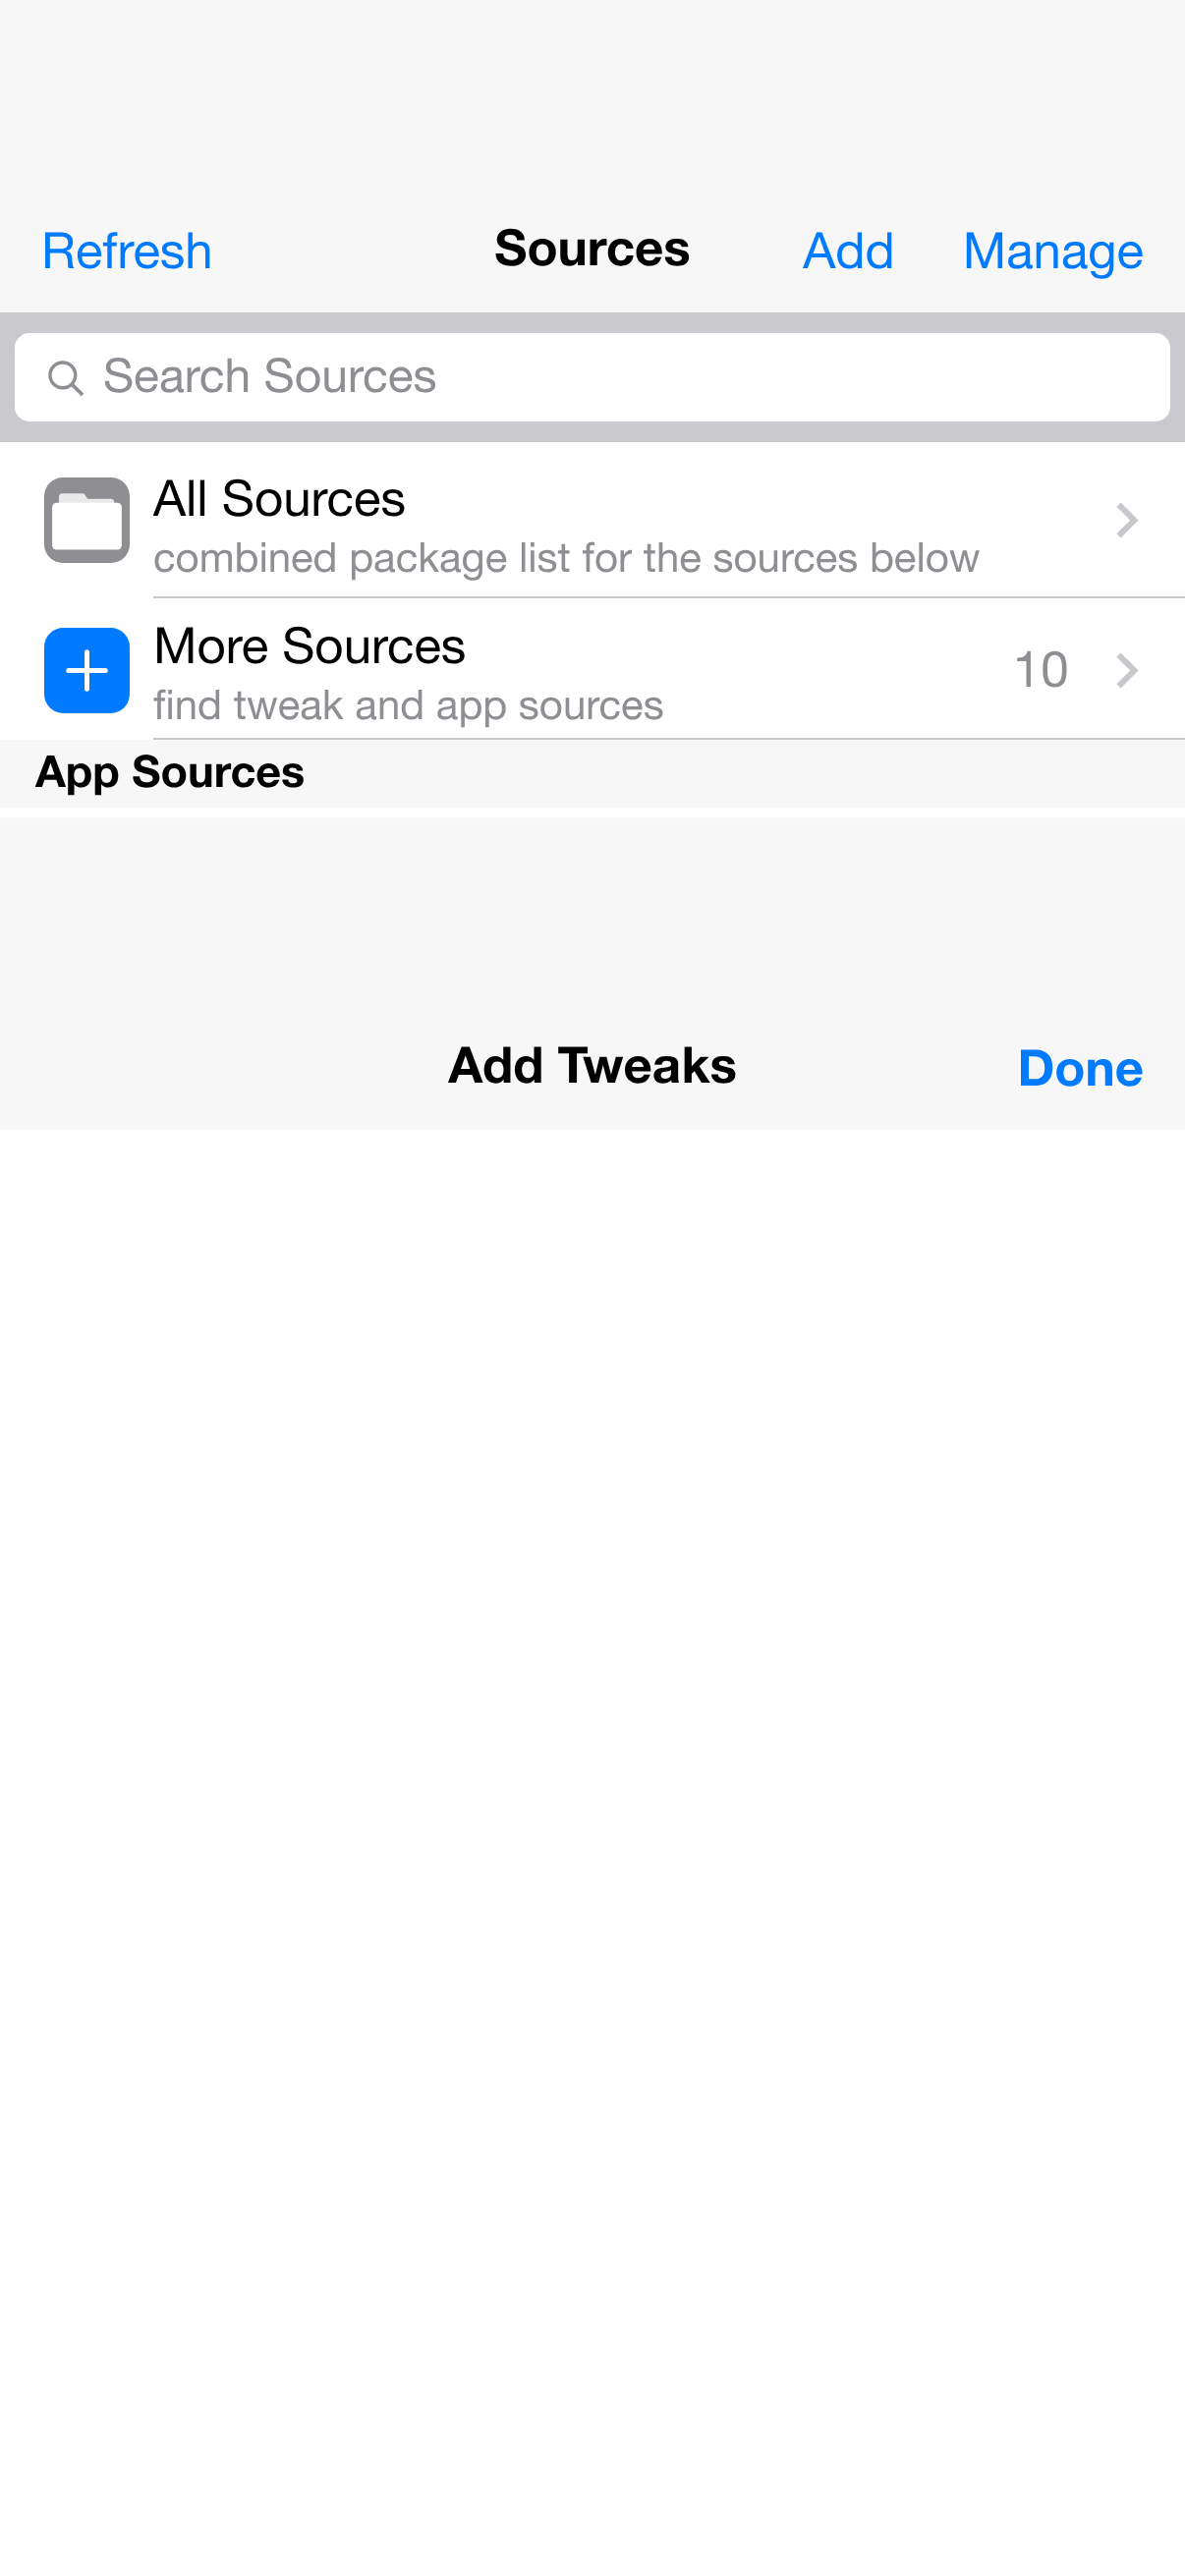 Refresh Sources Add Manage
Search Sources
All Sources
combined package list for the sources below
More Sources
find tweak and app sources
10
App Sources
Add Tweaks Done